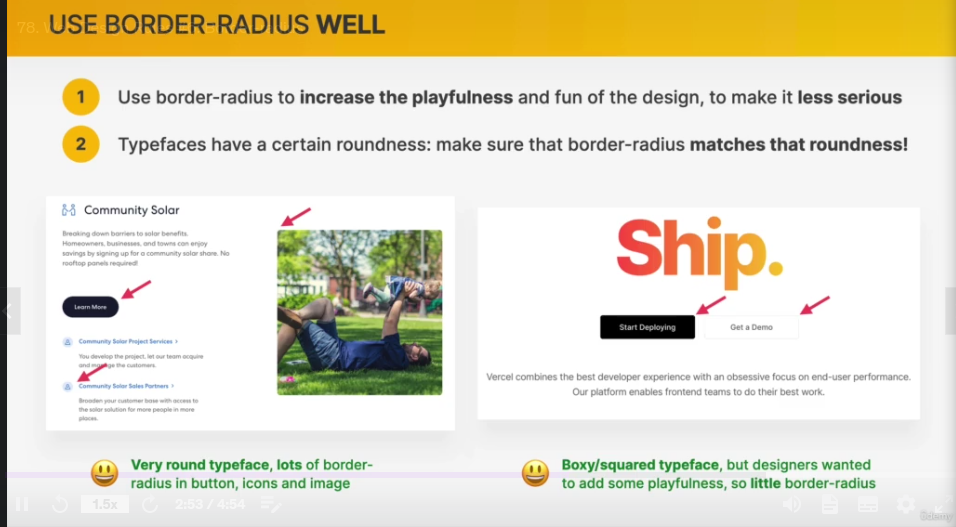 78. W
USE BORDER-RADIUS WELL
1 Use border-radius to increase the playfulness and fun of the design, to make it less serious
2 Typefaces have a certain roundness: make sure that border-radius matches that roundness!
Community Solar
Breaking down barriers to solar benefits.
Homeowners, businesses, and towns can enjoy
savings by signing up for a community solar share. No
rooftop panels required!
Learn More
Community Solar Project Services >
You develop the project, let our team acquire
and manage the customers.
Community Solar Sales Partners >
Broaden your customer base with access to
the solar solution for more people in more
places.
Ship.
Start Deploying
Get a Demo
Vercel combines the best developer experience with an obsessive focus on end-user performance.
Our platform enables frontend teams to do their best work.
Very round typeface, lots of border-
radius in button, icons and image
Boxy/squared typeface, but designers wanted
to add some playfulness, so little border-radius
1.5x
2:53 / 4:54
Udemy